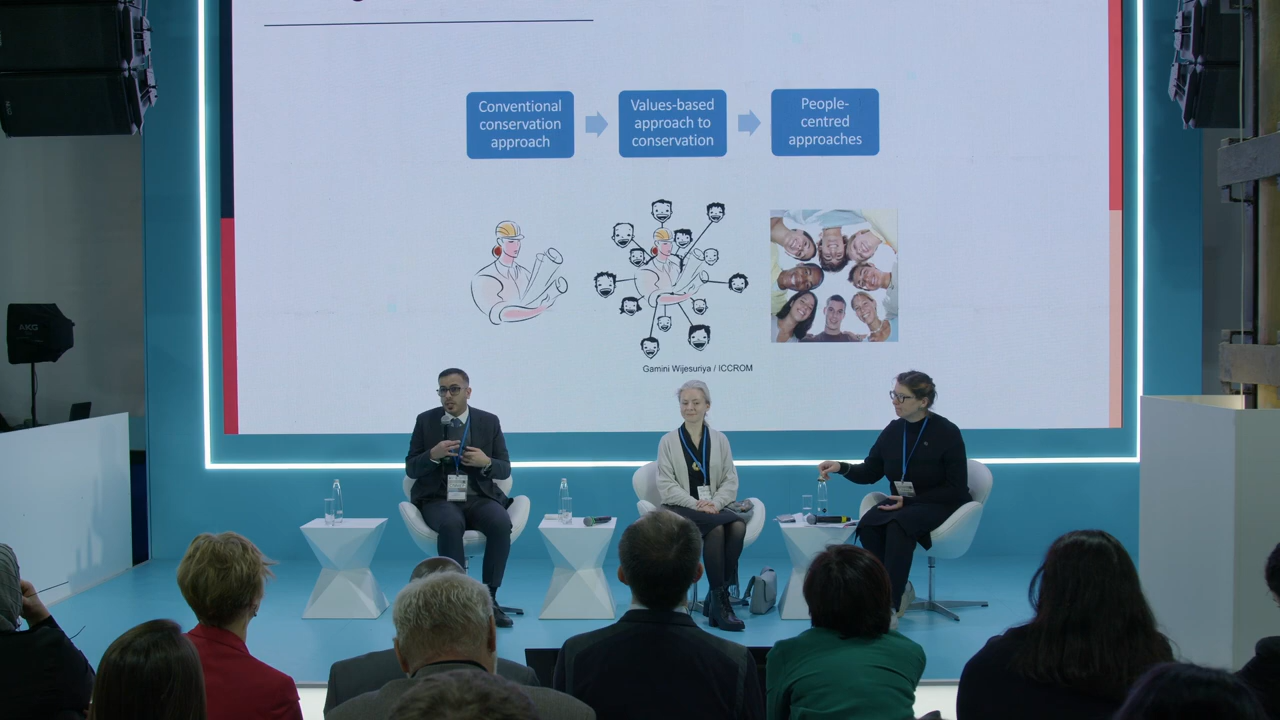 Conventional
conservation
approach
Values-based
approach to
conservation
People-
centred
approaches
Gamini Wijesuriya / ICCROM
AKG